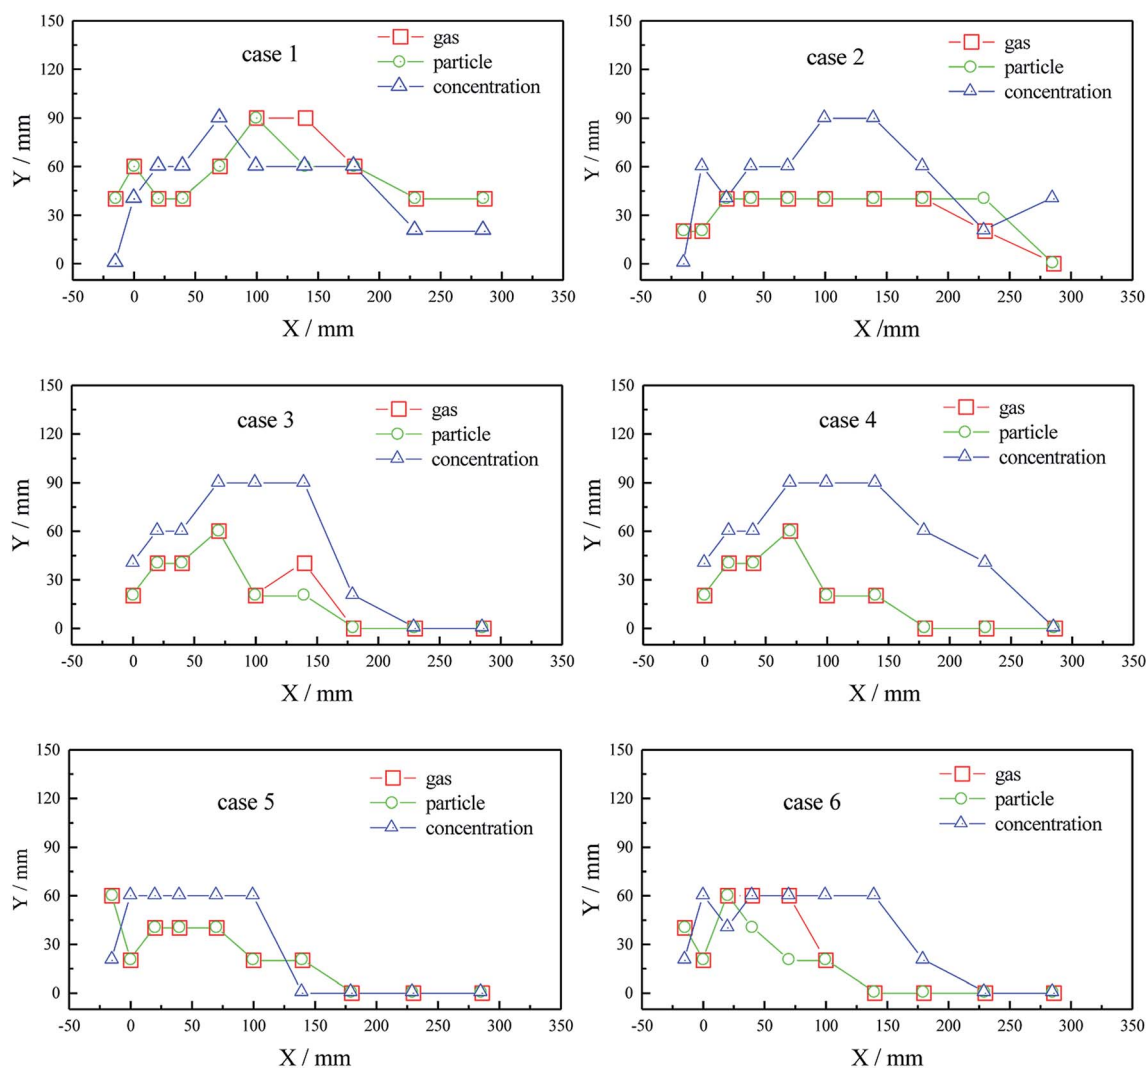 case 1
gas
particle
concentration
150
120
90
60
30
0
Y / mm
-50 0 50 100 150 200 250 300 350
X / mm
case 2
gas
particle
concentration
150
120
90
60
30
0
Y / mm
-50 0 50 100 150 200 250 300 350
X /mm
case 3
gas
particle
concentration
150
120
90
60
30
0
Y / mm
-50 0 50 100 150 200 250 300 350
X / mm
case 4
gas
particle
concentration
150
120
90
60
30
0
Y / mm
-50 0 50 100 150 200 250 300 350
X / mm
case 5
gas
particle
concentration
150
120
90
60
30
0
Y / mm
-50 0 50 100 150 200 250 300 350
X / mm
case 6
gas
particle
concentration
150
120
90
60
30
0
Y / mm
-50 0 50 100 150 200 250 300 350
X / mm